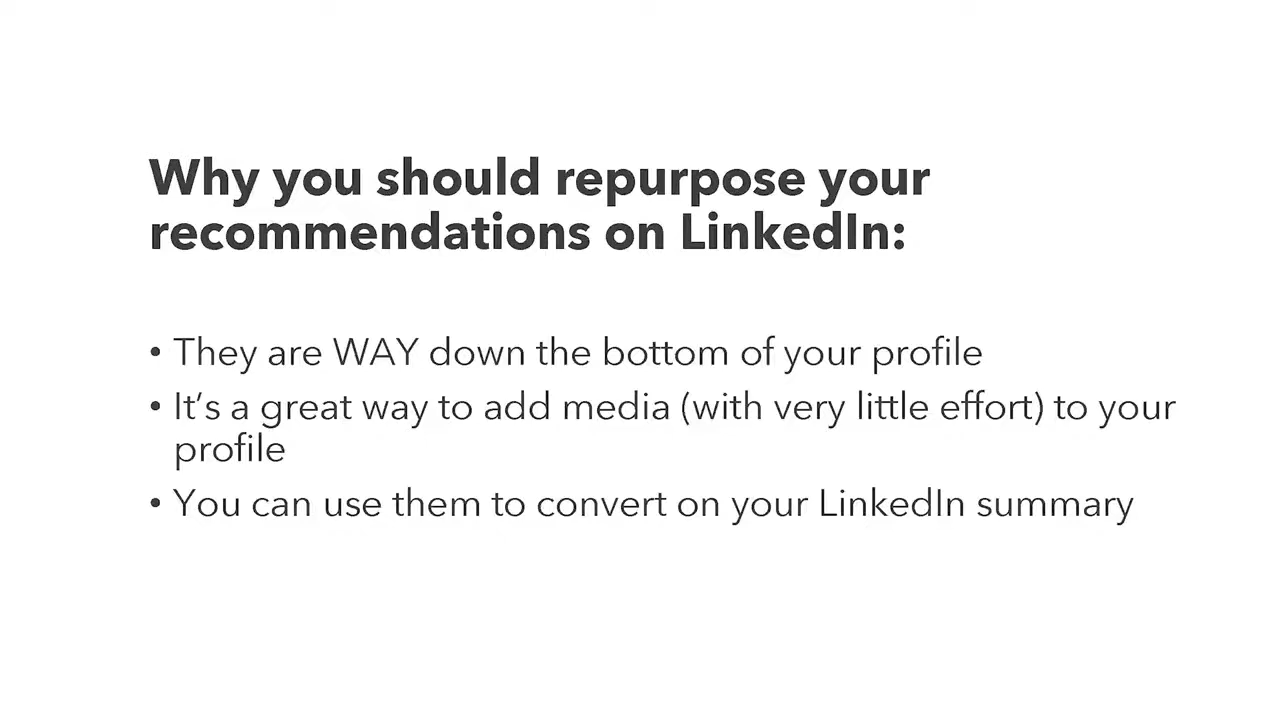 Why you should repurpose your
recommendations on LinkedIn:
• They are WAY down the bottom of your profile
• It’s a great way to add media (with very little effort) to your
profile
• You can use them to convert on your LinkedIn summary